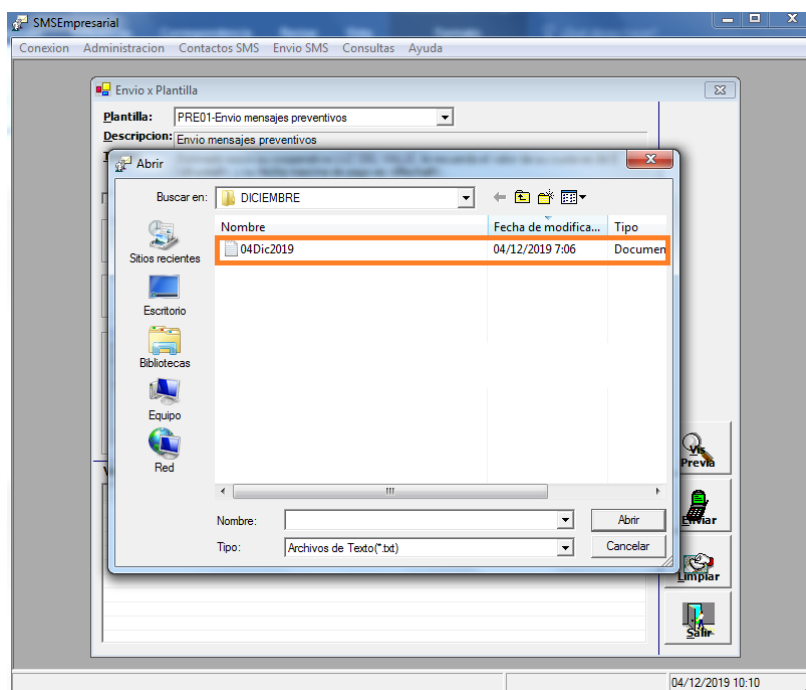 SMSEmpresarial
Conexion Administracion Contactos SMS Envio SMS Consultas Ayuda
Envio x Plantilla
Plantilla: PRE01-Envio mensajes preventivos
Descripcion: Envio mensajes preventivos
Abrir
Buscar en: DICIEMBRE
Nombre Fecha de modifica... Tipo
04Dic2019 04/12/2019 7:06 Documen
Sitios recientes
Escritorio
Bibliotecas
Equipo
Red
Nombre: Abrir
Tipo: Archivos de Texto(*.txt) Cancelar
Vis
Previa
Enviar
Limpiar
Salir
04/12/2019 10:10